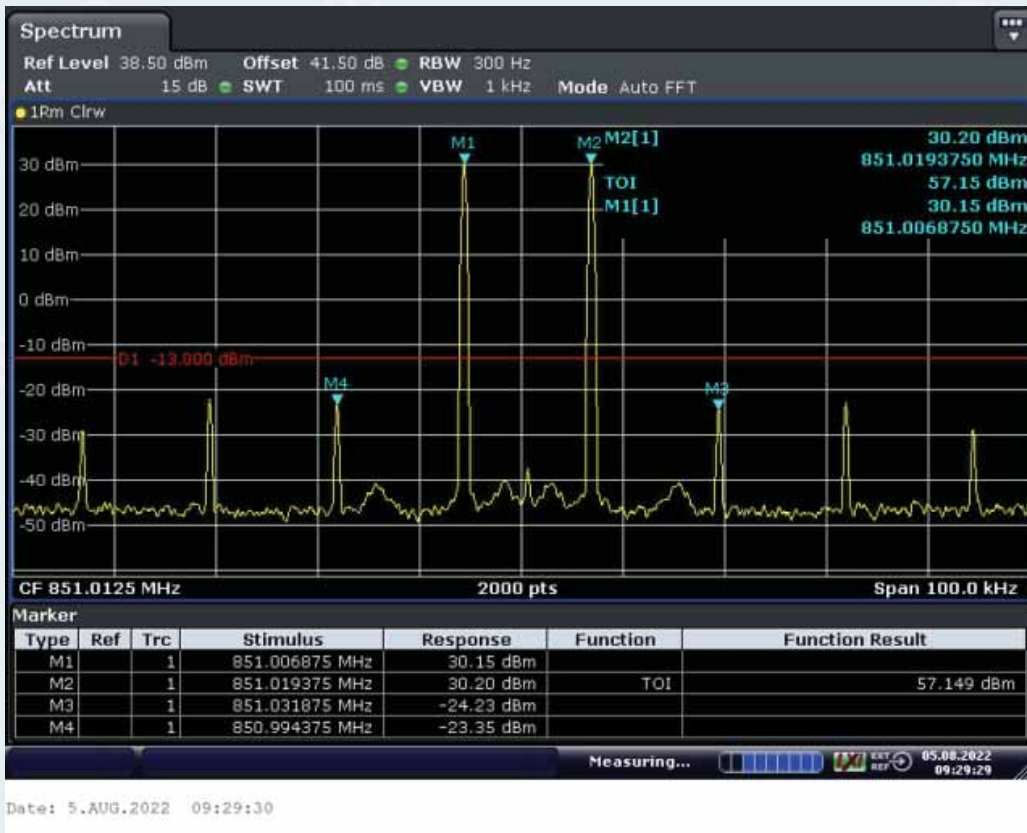 Spectrum
Ref Level 38.50 dBm Offset 41.50 dB RBW 300 Hz
Att 15 dB SWT 100 ms VBW 1 kHz Mode Auto FFT
1Rm Clrw
M1 M2 M2[1] 30.20 dBm
851.0193750 MHz
30 dBm
TOI 57.15 dBm
20 dBm M1[1] 30.15 dBm
851.0068750 MHz
10 dBm
0 dBm
-10 dBm
D1 -13.000 dBm
-20 dBm M4 M3
-30 dBm
-40 dBm
-50 dBm
CF 851.0125 MHz 2000 pts Span 100.0 kHz
Marker
Type Ref Trc Stimulus Response Function Function Result
M1 1 851.006875 MHz 30.15 dBm
M2 1 851.019375 MHz 30.20 dBm TOI 57.149 dBm
M3 1 851.031875 MHz -24.23 dBm
M4 1 850.994375 MHz -23.35 dBm
Measuring... LXI EXT REF 05.08.2022
09:29:29
Date: 5.AUG.2022 09:29:30